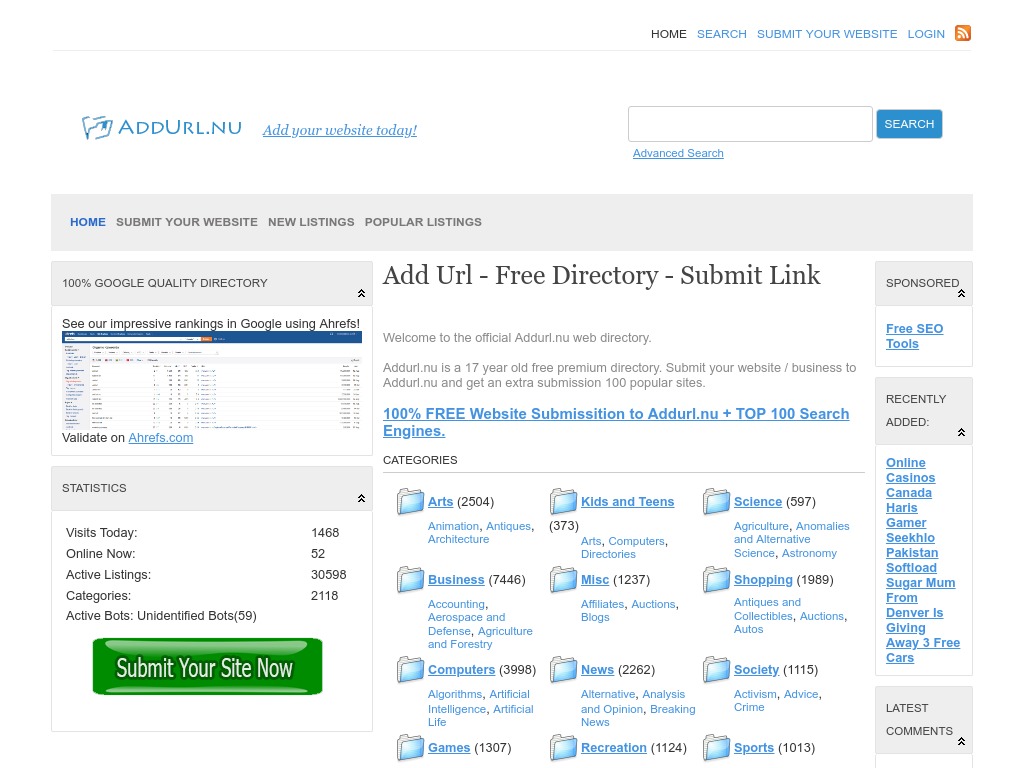 HOME SEARCH SUBMIT YOUR WEBSITE LOGIN
ADDURL.NU Add your website today!
SEARCH
Advanced Search
HOME SUBMIT YOUR WEBSITE NEW LISTINGS POPULAR LISTINGS
100% GOOGLE QUALITY DIRECTORY
See our impressive rankings in Google using Ahrefs!
Validate on Ahrefs.com
STATISTICS
Visits Today: 1468
Online Now: 52
Active Listings: 30598
Categories: 2118
Active Bots: Unidentified Bots(59)
Submit Your Site Now
Add Url - Free Directory - Submit Link
Welcome to the official Addurl.nu web directory.
Addurl.nu is a 17 year old free premium directory. Submit your website / business to
Addurl.nu and get an extra submission 100 popular sites.
100% FREE Website Submissition to Addurl.nu + TOP 100 Search
Engines.
CATEGORIES
Arts (2504)
Animation, Antiques,
Architecture
Kids and Teens
(373)
Arts, Computers,
Directories
Science (597)
Agriculture, Anomalies
and Alternative
Science, Astronomy
Business (7446)
Accounting,
Aerospace and
Defense, Agriculture
and Forestry
Misc (1237)
Affiliates, Auctions,
Blogs
Shopping (1989)
Antiques and
Collectibles, Auctions,
Autos
Computers (3998)
Algorithms, Artificial
Intelligence, Artificial
Life
News (2262)
Alternative, Analysis
and Opinion, Breaking
News
Society (1115)
Activism, Advice,
Crime
Games (1307)
Recreation (1124)
Sports (1013)
SPONSORED
Free SEO
Tools
RECENTLY
ADDED:
Online
Casinos
Canada
Haris
Gamer
Seekhlo
Pakistan
Softload
Sugar Mum
From
Denver Is
Giving
Away 3 Free
Cars
LATEST
COMMENTS